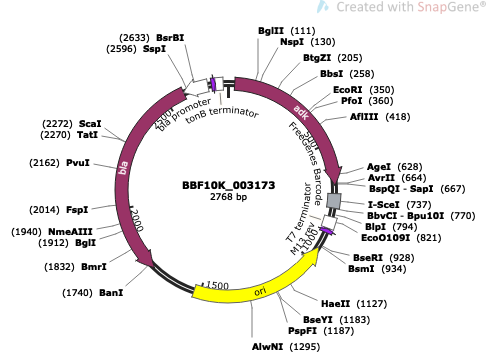 Created with SnapGene®
(2633) BsrBI
(2596) SspI
BglII (111)
NspI (130)
BtgZI (205)
BbsI (258)
EcoRI (350)
PfoI (360)
AflIII (418)
(2272) ScaI
(2270) TatI
(2162) PvuI
(2014) FspI
(1940) NmeAIII
(1912) BglI
(1832) BmrI
(1740) BanI
AgeI (628)
AvrII (664)
BspQI - SapI (667)
I-SceI (737)
BbvCI - Bpu10I (770)
BlpI (794)
EcoO109I (821)
BseRI (928)
BsmI (934)
HaeII (1127)
BseYI (1183)
PspFI (1187)
AlwNI (1295)
bla promoter
tonB terminator
adk
FreeGenes Barcode
T7 terminator
M13 rev
ori
bla
500
1000
1500
2000
2500
BBF10K_003173
2768 bp